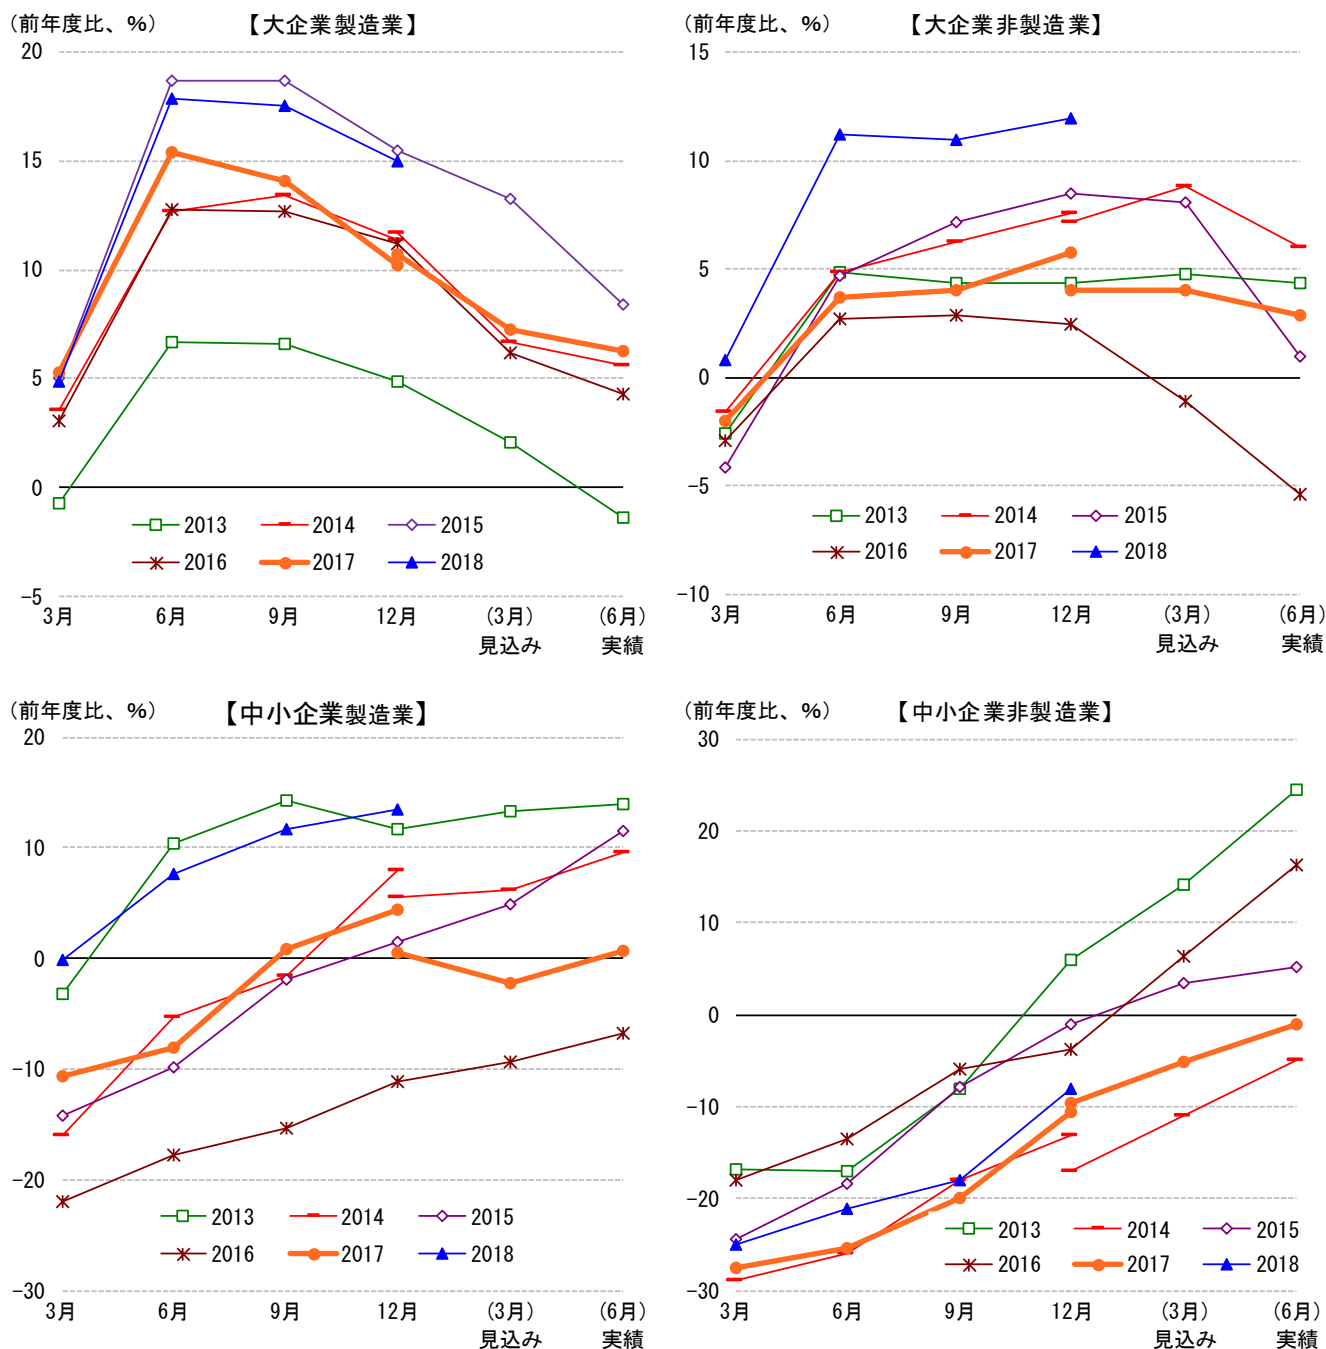 (前年度比、%)
【大企業製造業】
20
15
10
5
0
-5
2013
2014
2015
2016
2017
2018
3月
6月
9月
12月
(3月)
見込み
(6月)
実績
(前年度比、%)
【大企業非製造業】
15
10
5
0
-5
-10
2013
2014
2015
2016
2017
2018
3月
6月
9月
12月
(3月)
見込み
(6月)
実績
(前年度比、%)
【中小企業製造業】
20
10
0
-10
-20
-30
2013
2014
2015
2016
2017
2018
3月
6月
9月
12月
(3月)
見込み
(6月)
実績
(前年度比、%)
【中小企業非製造業】
30
20
10
0
-10
-20
-30
2013
2014
2015
2016
2017
2018
3月
6月
9月
12月
(3月)
見込み
(6月)
実績